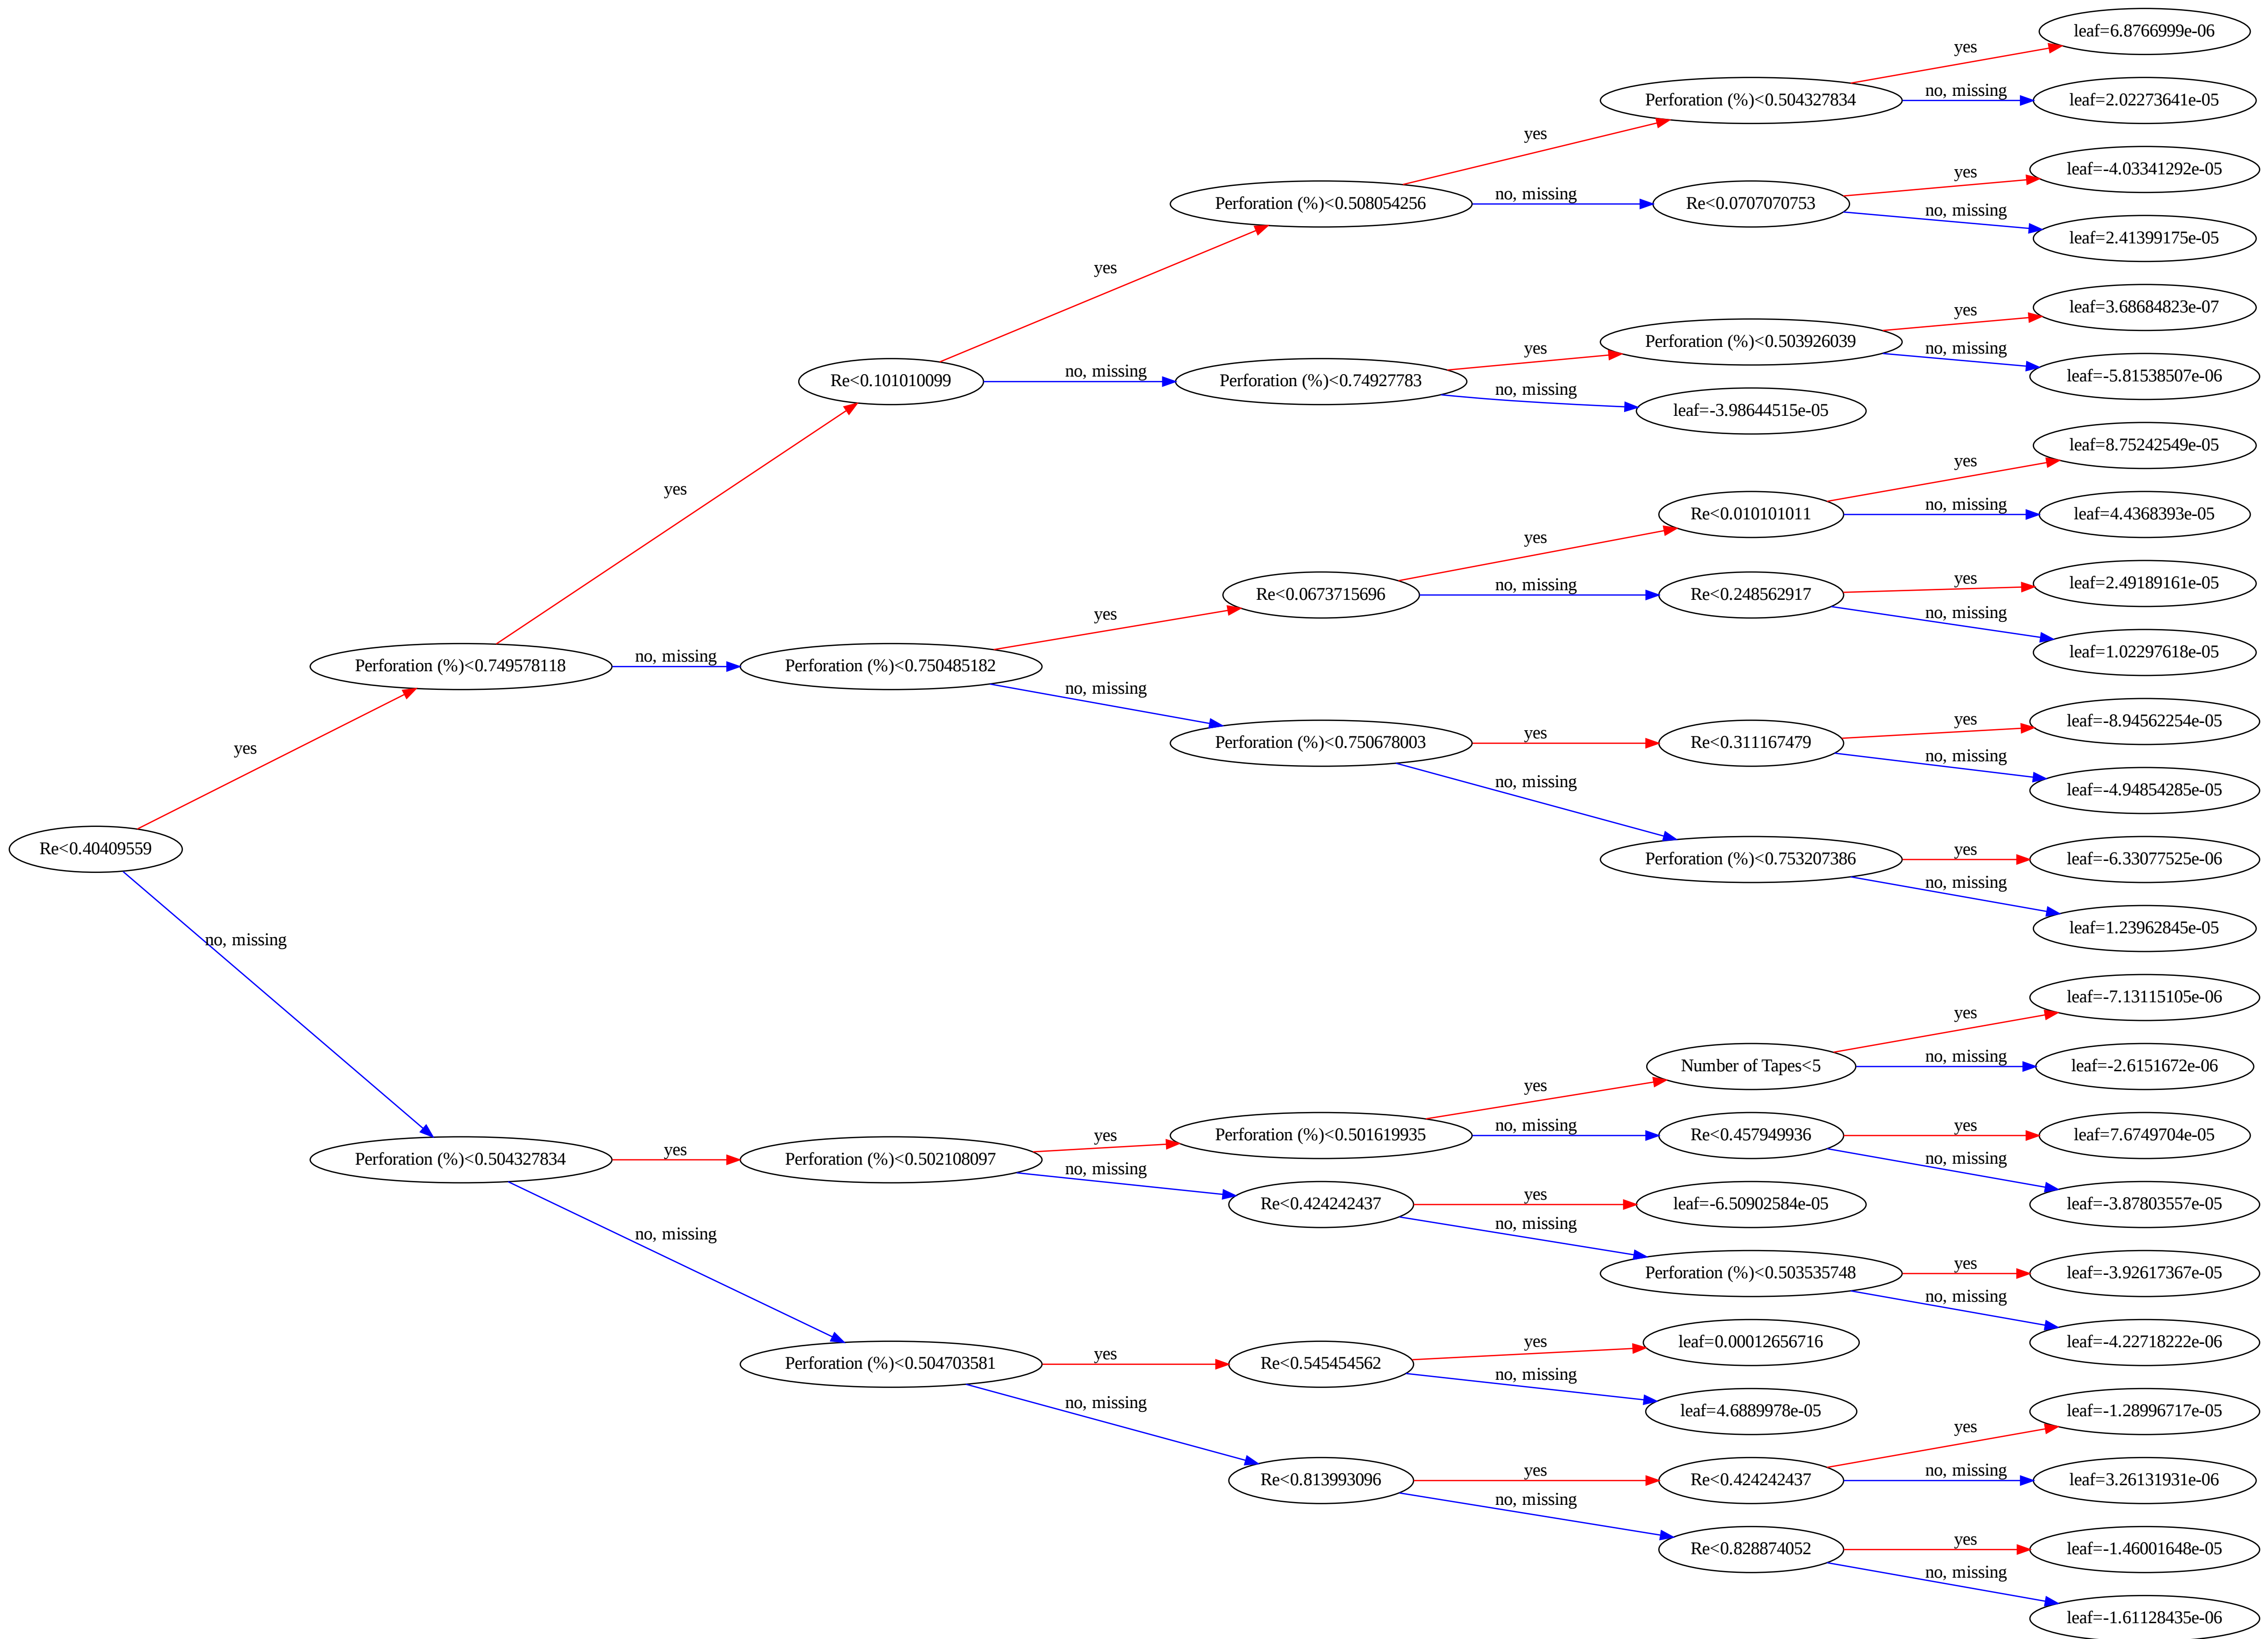 leaf=6.8766999e-06
yes
Perforation (%)<0.504327834
no, missing
leaf=2.02273641e-05
yes
Perforation (%)<0.508054256
no, missing
Re<0.0707070753
yes
leaf=-4.03341292e-05
no, missing
leaf=2.41399175e-05
yes
Re<0.101010099
no, missing
Perforation (%)<0.74927783
yes
Perforation (%)<0.503926039
yes
leaf=3.68684823e-07
no, missing
leaf=-5.81538507e-06
no, missing
leaf=-3.98644515e-05
yes
leaf=8.75242549e-05
yes
Re<0.010101011
no, missing
leaf=4.4368393e-05
yes
Re<0.0673715696
no, missing
Re<0.248562917
yes
leaf=2.49189161e-05
no, missing
leaf=1.02297618e-05
yes
Perforation (%)<0.749578118
no, missing
Perforation (%)<0.750485182
yes
no, missing
Perforation (%)<0.750678003
yes
Re<0.311167479
yes
leaf=-8.94562254e-05
no, missing
leaf=-4.94854285e-05
no, missing
Perforation (%)<0.753207386
yes
leaf=-6.33077525e-06
no, missing
leaf=1.23962845e-05
yes
Re<0.40409559
no, missing
leaf=-7.13115105e-06
yes
Number of Tapes<5
no, missing
leaf=-2.6151672e-06
yes
Perforation (%)<0.501619935
no, missing
Re<0.457949936
yes
leaf=7.6749704e-05
no, missing
leaf=-3.87803557e-05
yes
Perforation (%)<0.504327834
yes
Perforation (%)<0.502108097
no, missing
Re<0.424242437
yes
leaf=-6.50902584e-05
no, missing
Perforation (%)<0.503535748
yes
leaf=-3.92617367e-05
no, missing
leaf=-4.22718222e-06
no, missing
Perforation (%)<0.504703581
yes
Re<0.545454562
yes
leaf=0.00012656716
no, missing
leaf=4.6889978e-05
no, missing
Re<0.813993096
yes
Re<0.424242437
yes
leaf=-1.28996717e-05
no, missing
leaf=3.26131931e-06
no, missing
Re<0.828874052
yes
leaf=-1.46001648e-05
no, missing
leaf=-1.61128435e-06